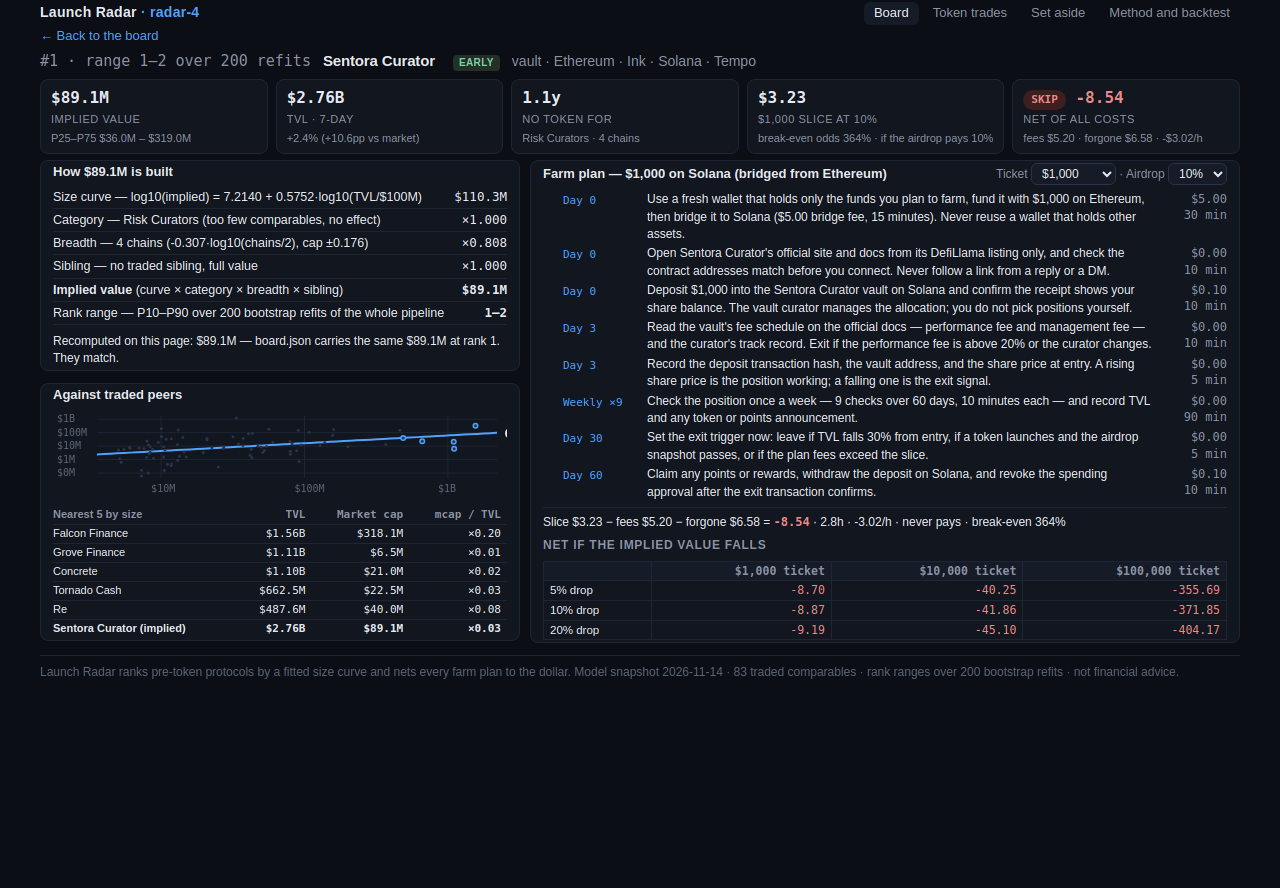 Launch Radar · radar-4
Board Token trades Set aside Method and backtest
← Back to the board
#1 · range 1–2 over 200 refits Sentora Curator EARLY vault · Ethereum · Ink · Solana · Tempo
$89.1M
IMPLIED VALUE
P25–P75 $36.0M – $319.0M
$2.76B
TVL · 7-DAY
+2.4% (+10.6pp vs market)
1.1y
NO TOKEN FOR
Risk Curators · 4 chains
$3.23
$1,000 SLICE AT 10%
break-even odds 364% · if the airdrop pays 10%
SKIP -8.54
NET OF ALL COSTS
fees $5.20 · forgone $6.58 · -$3.02/h
How $89.1M is built
Size curve — log10(implied) = 7.2140 + 0.5752·log10(TVL/$100M) $110.3M
Category — Risk Curators (too few comparables, no effect) ×1.000
Breadth — 4 chains (-0.307·log10(chains/2), cap ±0.176) ×0.808
Sibling — no traded sibling, full value ×1.000
Implied value (curve × category × breadth × sibling) $89.1M
Rank range — P10–P90 over 200 bootstrap refits of the whole pipeline 1–2
Recomputed on this page: $89.1M — board.json carries the same $89.1M at rank 1.
They match.
Against traded peers
$1B
$100M
$10M
$1M
$0M
$10M $100M $1B
Nearest 5 by size TVL Market cap mcap / TVL
Falcon Finance $1.56B $318.1M ×0.20
Grove Finance $1.11B $6.5M ×0.01
Concrete $1.10B $21.0M ×0.02
Tornado Cash $662.5M $22.5M ×0.03
Re $487.6M $40.0M ×0.08
Sentora Curator (implied) $2.76B $89.1M ×0.03
Farm plan — $1,000 on Solana (bridged from Ethereum) Ticket $1,000 · Airdrop 10%
Day 0 Use a fresh wallet that holds only the funds you plan to farm, fund it with $1,000 on Ethereum, $5.00
then bridge it to Solana ($5.00 bridge fee, 15 minutes). Never reuse a wallet that holds other 30 min
assets.
Day 0 Open Sentora Curator's official site and docs from its DefiLlama listing only, and check the $0.00
contract addresses match before you connect. Never follow a link from a reply or a DM. 10 min
Day 0 Deposit $1,000 into the Sentora Curator vault on Solana and confirm the receipt shows your $0.10
share balance. The vault curator manages the allocation; you do not pick positions yourself. 10 min
Day 3 Read the vault's fee schedule on the official docs — performance fee and management fee — $0.00
and the curator's track record. Exit if the performance fee is above 20% or the curator changes. 10 min
Day 3 Record the deposit transaction hash, the vault address, and the share price at entry. A rising $0.00
share price is the position working; a falling one is the exit signal. 5 min
Weekly ×9 Check the position once a week — 9 checks over 60 days, 10 minutes each — and record TVL $0.00
and any token or points announcement. 90 min
Day 30 Set the exit trigger now: leave if TVL falls 30% from entry, if a token launches and the airdrop $0.00
snapshot passes, or if the plan fees exceed the slice. 5 min
Day 60 Claim any points or rewards, withdraw the deposit on Solana, and revoke the spending $0.10
approval after the exit transaction confirms. 10 min
Slice $3.23 − fees $5.20 − forgone $6.58 = -8.54 · 2.8h · -3.02/h · never pays · break-even 364%
NET IF THE IMPLIED VALUE FALLS
$1,000 ticket $10,000 ticket $100,000 ticket
5% drop -8.70 -40.25 -355.69
10% drop -8.87 -41.86 -371.85
20% drop -9.19 -45.10 -404.17
Launch Radar ranks pre-token protocols by a fitted size curve and nets every farm plan to the dollar. Model snapshot 2026-11-14 · 83 traded comparables · rank ranges over 200 bootstrap refits · not financial advice.